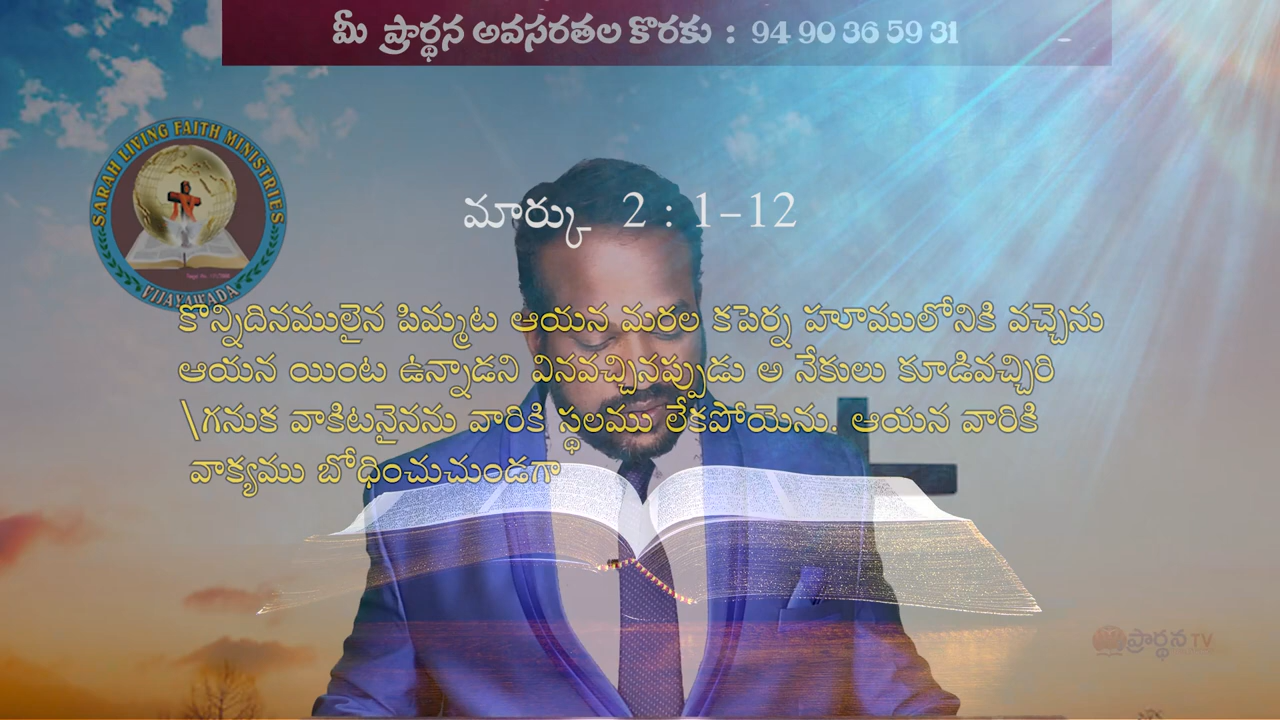 మీ ప్రార్థన అవసరతల కొరకు : 94 90 36 59 31 -
SARAH LIVING FAITH MINISTRIES
VIJAYAWADA
మార్కు 2 : 1-12
కొన్నిదినములైన పిమ్మట ఆయన మరల కపెర్న హూములోనికి వచ్చెను
ఆయన యింట ఉన్నాడని వినవచ్చినప్పుడు అ నేకులు కూడివచ్చిరి
\గనుక వాకిటనైనను వారికి స్థలము లేకపోయెను. ఆయన వారికి
వాక్యము బోధించుచుండగా
ప్రార్థన TV